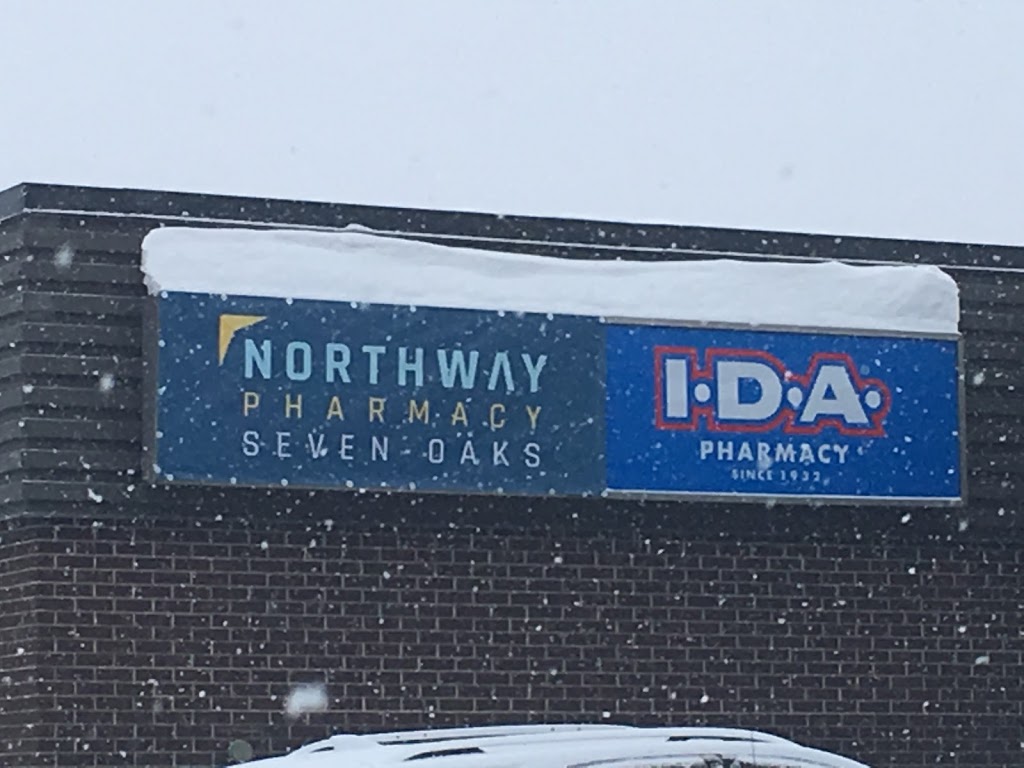 NORTHWAY
PHARMACY
SEVEN OAKS
I·D·A·
PHARMACY
SINCE 1932